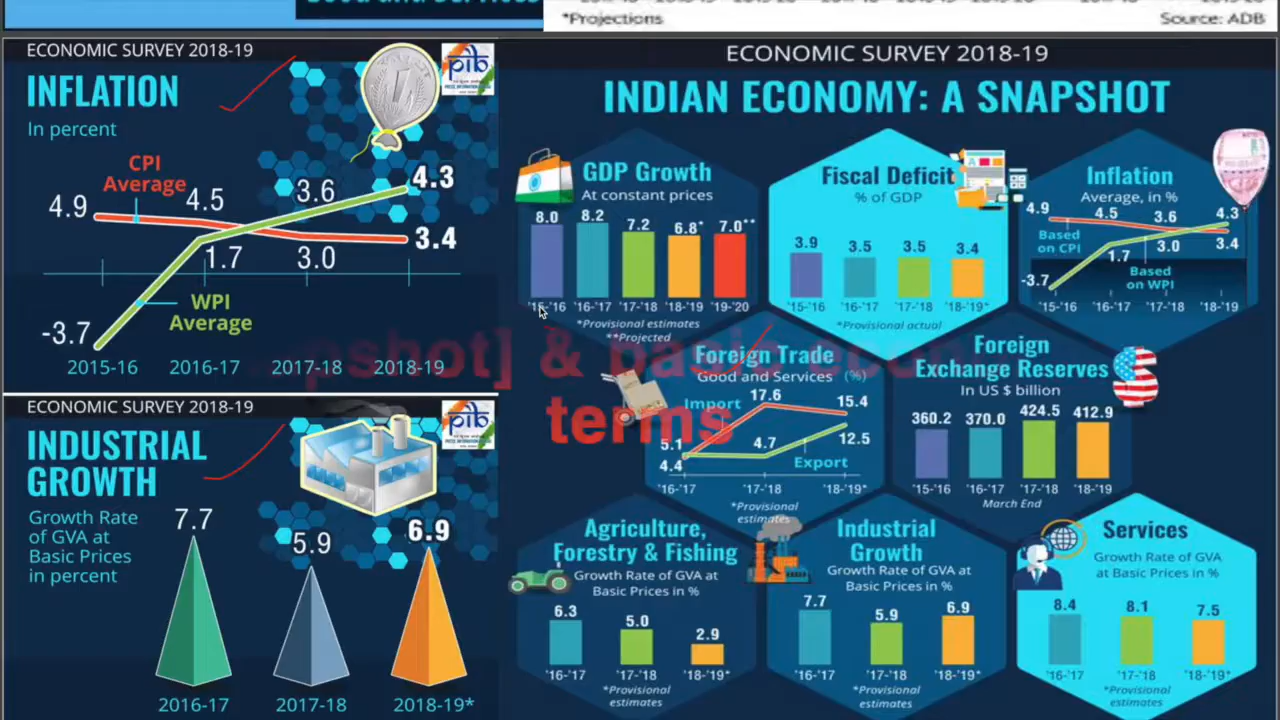 *Projections
Source: ADB
ECONOMIC SURVEY 2018-19
INFLATION
In percent
CPI
Average
4.9
4.5
3.6
4.3
1.7
3.0
3.4
WPI
Average
-3.7
2015-16 2016-17 2017-18 2018-19
ECONOMIC SURVEY 2018-19
INDUSTRIAL
GROWTH
Growth Rate
of GVA at
Basic Prices
in percent
7.7
5.9
6.9
2016-17 2017-18 2018-19*
ECONOMIC SURVEY 2018-19
INDIAN ECONOMY: A SNAPSHOT
GDP Growth
At constant prices
8.0 8.2 7.2 6.8* 7.0**
'15-'16 '16-'17 '17-'18 '18-'19 '19-'20
*Provisional estimates
**Projected
Fiscal Deficit
% of GDP
3.9 3.5 3.5 3.4
'15-'16 '16-'17 '17-'18 '18-'19*
*Provisional actual
Inflation
Average, in %
4.9 4.5 3.6 4.3
Based
on CPI
1.7 3.0 3.4
Based
on WPI
-3.7
'15-'16 '16-'17 '17-'18 '18-'19
pshot] & basic
terms
Foreign Trade
Good and Services (%)
Import
17.6
15.4
5.1
4.7
12.5
4.4
Export
'16-'17 '17-'18 '18-'19*
*Provisional
estimates
Foreign
Exchange Reserves
In US $ billion
360.2 370.0 424.5 412.9
'15-'16 '16-'17 '17-'18 '18-'19
March End
Agriculture,
Forestry & Fishing
Growth Rate of GVA at
Basic Prices in %
6.3 5.0 2.9
'16-'17 '17-'18 '18-'19*
*Provisional
estimates
Industrial
Growth
Growth Rate of GVA at
Basic Prices in %
7.7 5.9 6.9
'16-'17 '17-'18 '18-'19*
*Provisional
estimates
Services
Growth Rate of GVA
at Basic Prices in %
8.4 8.1 7.5
'16-'17 '17-'18 '18-'19*
*Provisional
estimates